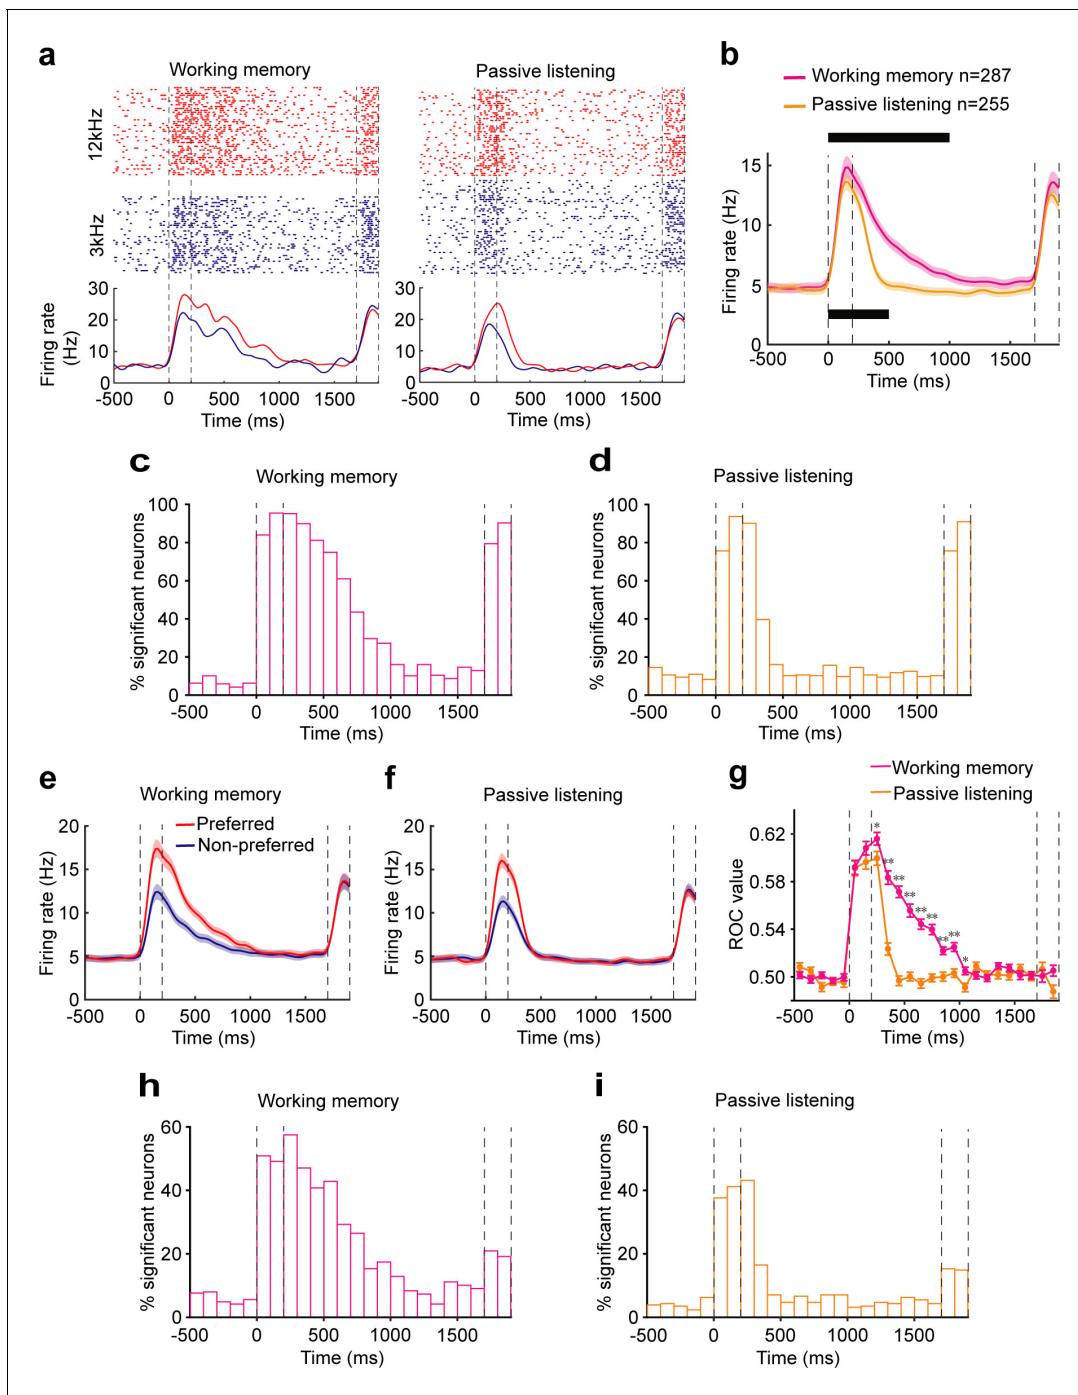 a
Working memory
Passive listening
12kHz
3kHz
Firing rate
(Hz)
30
20
10
0
-500 0 500 1000 1500
Time (ms)
-500 0 500 1000 1500
Time (ms)
b
Working memory n=287
Passive listening n=255
Firing rate (Hz)
15
10
5
0
-500 0 500 1000 1500
Time (ms)
c
Working memory
% significant neurons
100
80
60
40
20
0
-500 0 500 1000 1500
Time (ms)
d
Passive listening
% significant neurons
100
80
60
40
20
0
-500 0 500 1000 1500
Time (ms)
e
Working memory
Preferred
Non-preferred
Firing rate (Hz)
20
15
10
5
0
-500 0 500 1000 1500
Time (ms)
f
Passive listening
Firing rate (Hz)
20
15
10
5
0
-500 0 500 1000 1500
Time (ms)
g
Working memory
Passive listening
ROC value
0.62
0.58
0.54
0.50
* ** ** ** ** ** ** ** *
-500 0 500 1000 1500
Time (ms)
h
Working memory
% significant neurons
60
40
20
0
-500 0 500 1000 1500
Time (ms)
i
Passive listening
% significant neurons
60
40
20
0
-500 0 500 1000 1500
Time (ms)